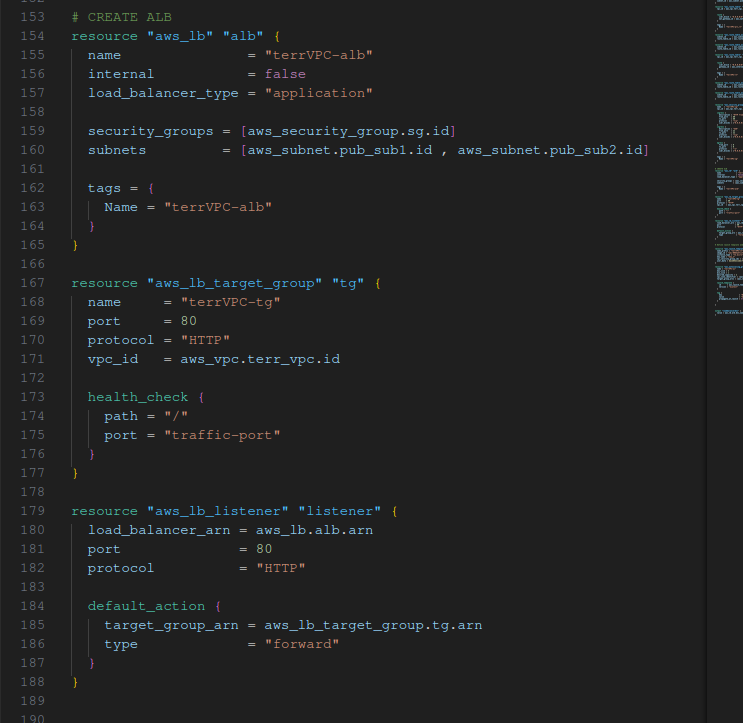 153 # CREATE ALB
154 resource "aws_lb" "alb" {
155 name = "terrVPC-alb"
156 internal = false
157 load_balancer_type = "application"
158
159 security_groups = [aws_security_group.sg.id]
160 subnets = [aws_subnet.pub_sub1.id , aws_subnet.pub_sub2.id]
161
162 tags = {
163 Name = "terrVPC-alb"
164 }
165 }
166
167 resource "aws_lb_target_group" "tg" {
168 name = "terrVPC-tg"
169 port = 80
170 protocol = "HTTP"
171 vpc_id = aws_vpc.terr_vpc.id
172
173 health_check {
174 path = "/"
175 port = "traffic-port"
176 }
177 }
178
179 resource "aws_lb_listener" "listener" {
180 load_balancer_arn = aws_lb.alb.arn
181 port = 80
182 protocol = "HTTP"
183
184 default_action {
185 target_group_arn = aws_lb_target_group.tg.arn
186 type = "forward"
187 }
188 }
189
190